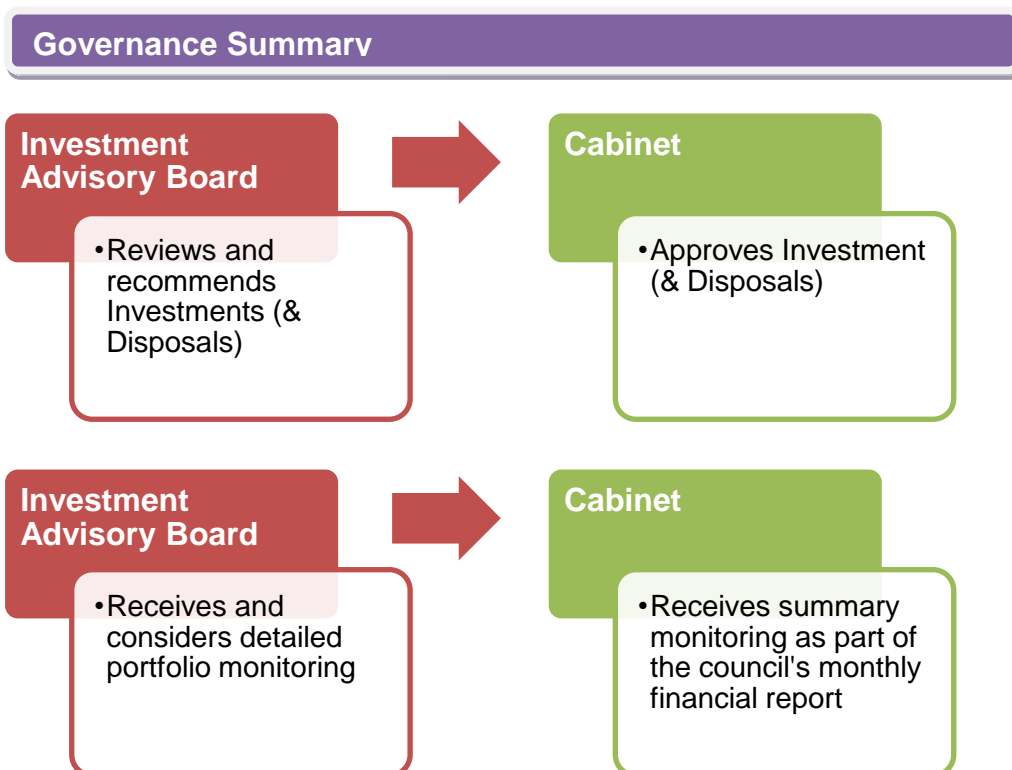 Governance Summary
Investment
Advisory Board
•Reviews and
recommends
Investments (&
Disposals)
Cabinet
•Approves Investment
(& Disposals)
Investment
Advisory Board
•Receives and
considers detailed
portfolio monitoring
Cabinet
•Receives summary
monitoring as part of
the council's monthly
financial report